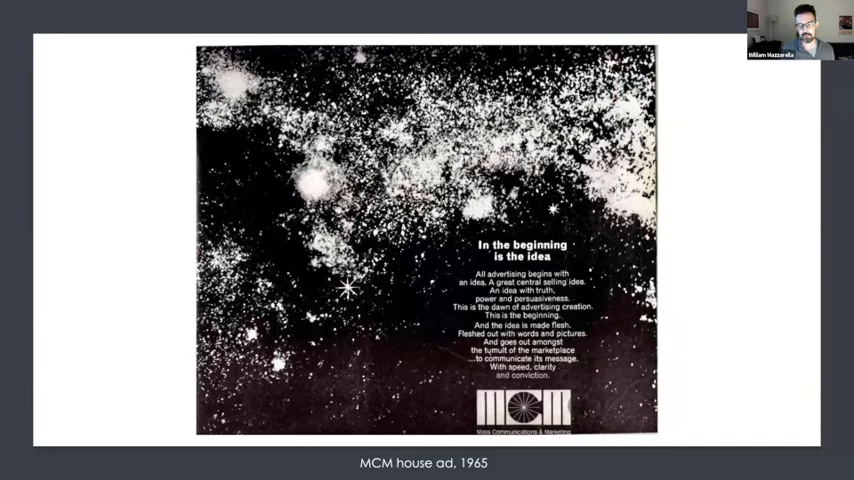 William Mazzarella
In the beginning
is the idea
All advertising begins with
an idea. A great central selling idea.
An idea with truth,
power and persuasiveness.
This is the dawn of advertising creation.
This is the beginning.
And the idea is made flesh.
Fleshed out with words and pictures.
And goes out amongst
the tumult of the marketplace
...to communicate its message.
With speed, clarity
and conviction.
MCM
Mass Communications & Marketing
MCM house ad, 1965